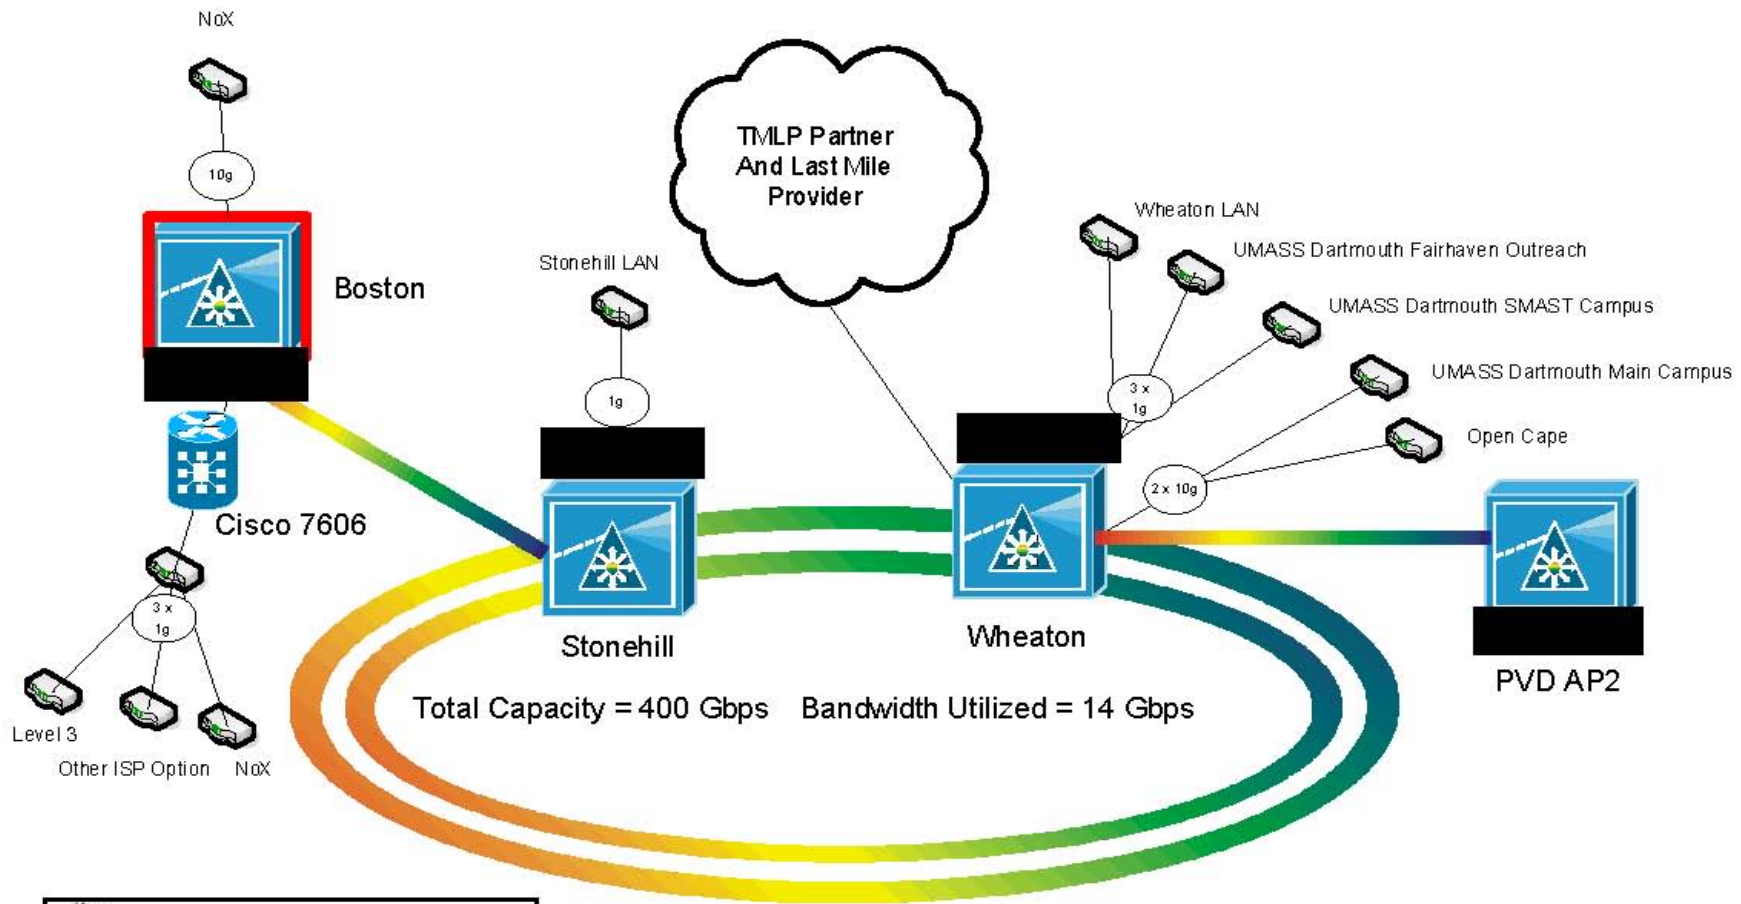 NoX
10g
Boston
Cisco 7606
3 x
1g
Level 3
Other ISP Option
NoX
Stonehill LAN
1g
Stonehill
TMLP Partner
And Last Mile
Provider
Wheaton LAN
UMASS Dartmouth Fairhaven Outreach
UMASS Dartmouth SMAST Campus
UMASS Dartmouth Main Campus
Open Cape
3 x
1g
2 x 10g
Wheaton
PVD AP2
Total Capacity = 400 Gbps Bandwidth Utilized = 14 Gbps